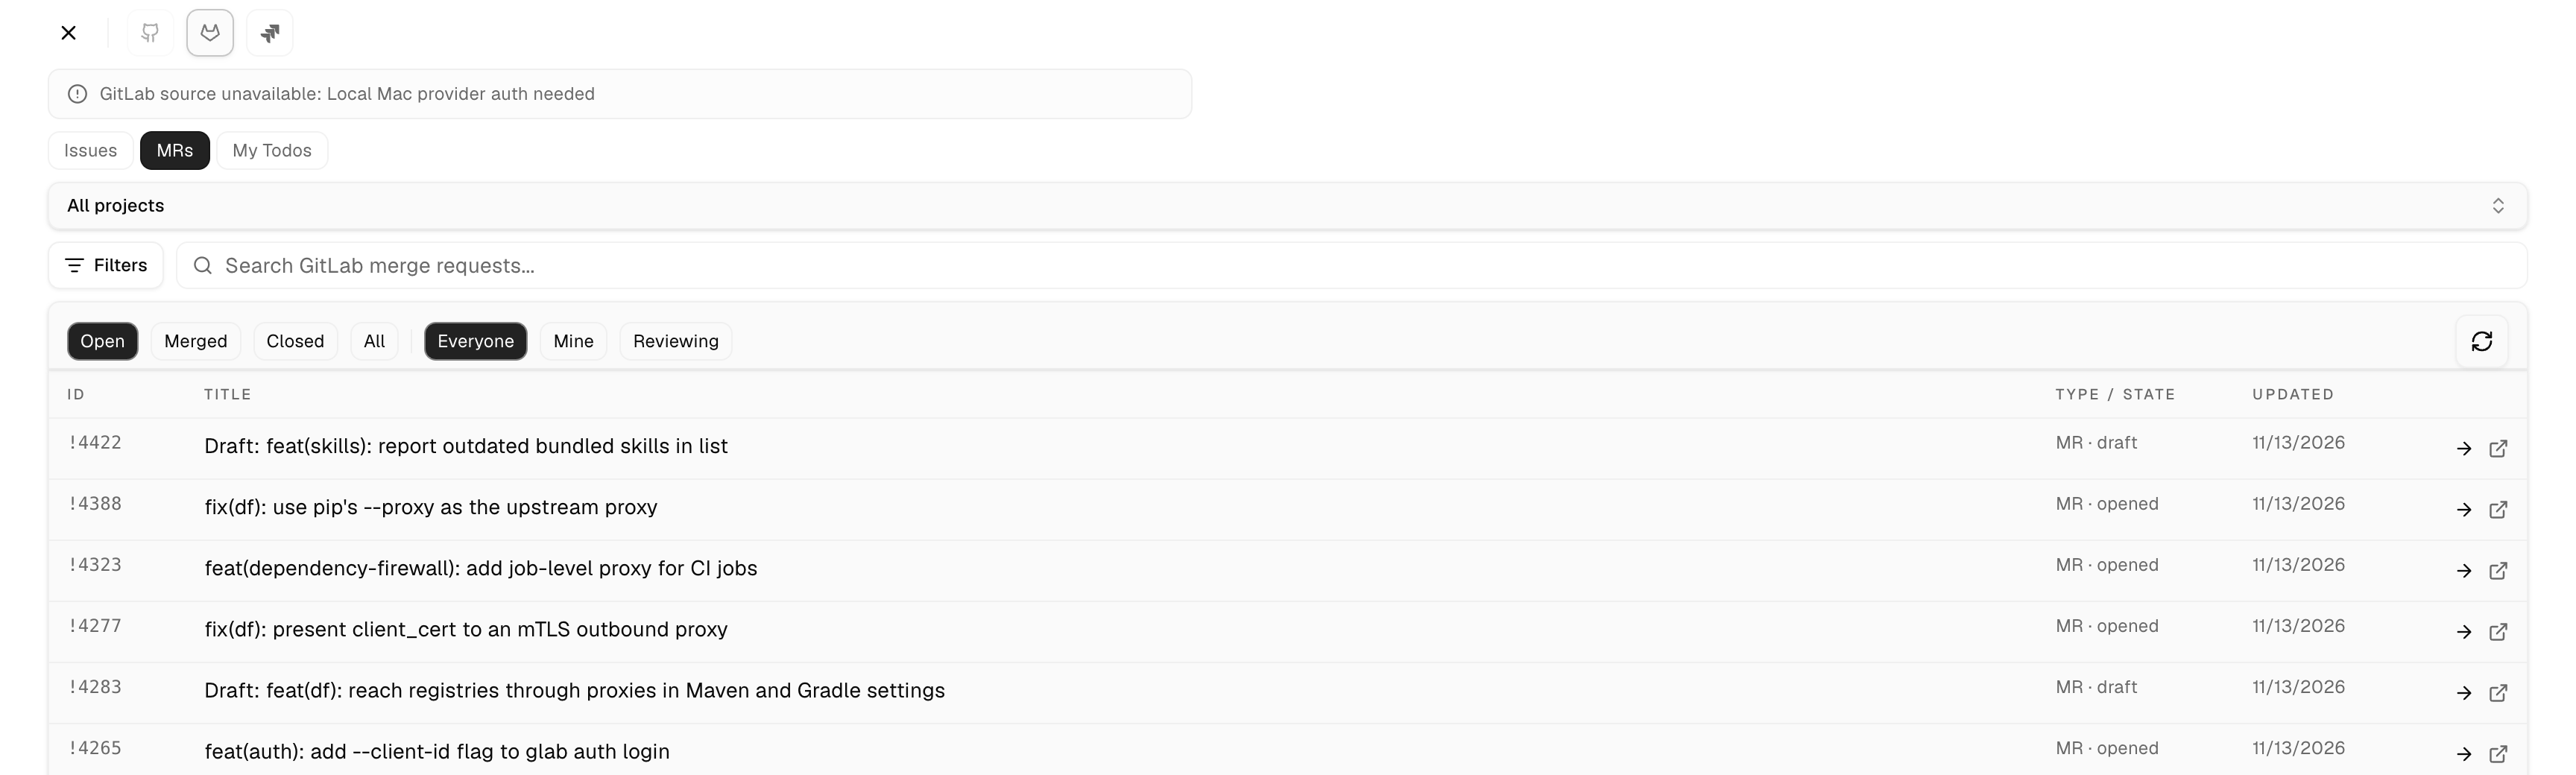 GitLab source unavailable: Local Mac provider auth needed
Issues MRs My Todos
All projects
Filters Search GitLab merge requests...
Open Merged Closed All Everyone Mine Reviewing
ID TITLE TYPE / STATE UPDATED
!4422 Draft: feat(skills): report outdated bundled skills in list MR · draft 11/13/2026
!4388 fix(df): use pip's --proxy as the upstream proxy MR · opened 11/13/2026
!4323 feat(dependency-firewall): add job-level proxy for CI jobs MR · opened 11/13/2026
!4277 fix(df): present client_cert to an mTLS outbound proxy MR · opened 11/13/2026
!4283 Draft: feat(df): reach registries through proxies in Maven and Gradle settings MR · draft 11/13/2026
!4265 feat(auth): add --client-id flag to glab auth login MR · opened 11/13/2026